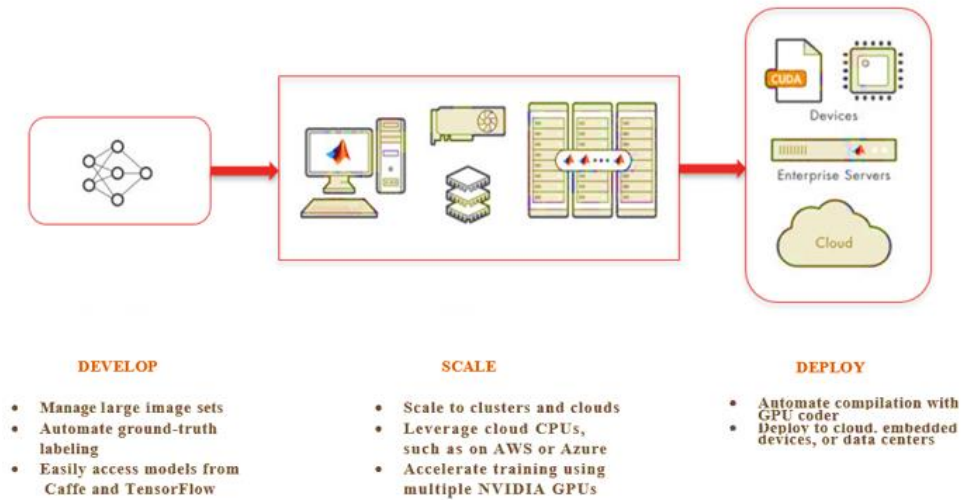 CUDA
Devices
Enterprise Servers
Cloud
DEVELOP
• Manage large image sets
• Automate ground-truth
labeling
• Easily access models from
Caffe and TensorFlow
SCALE
• Scale to clusters and clouds
• Leverage cloud CPUs,
such as on AWS or Azure
• Accelerate training using
multiple NVIDIA GPUs
DEPLOY
• Automate compilation with
GPU coder
• Deploy to cloud, embedded
devices, or data centers